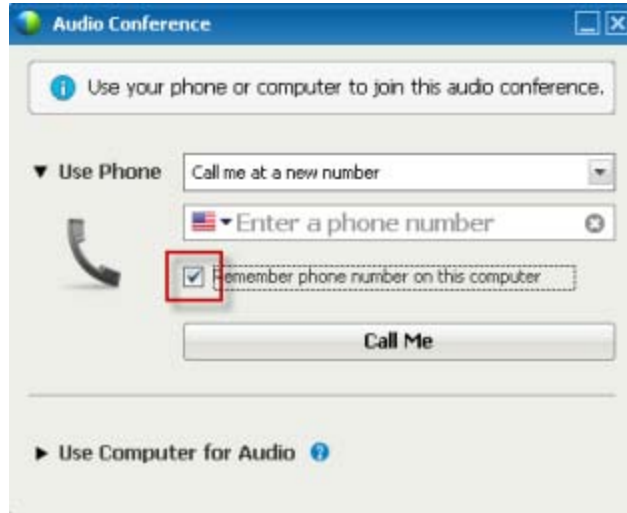 Audio Conference
Use your phone or computer to join this audio conference.
Use Phone
Call me at a new number
Enter a phone number
Remember phone number on this computer
Call Me
Use Computer for Audio